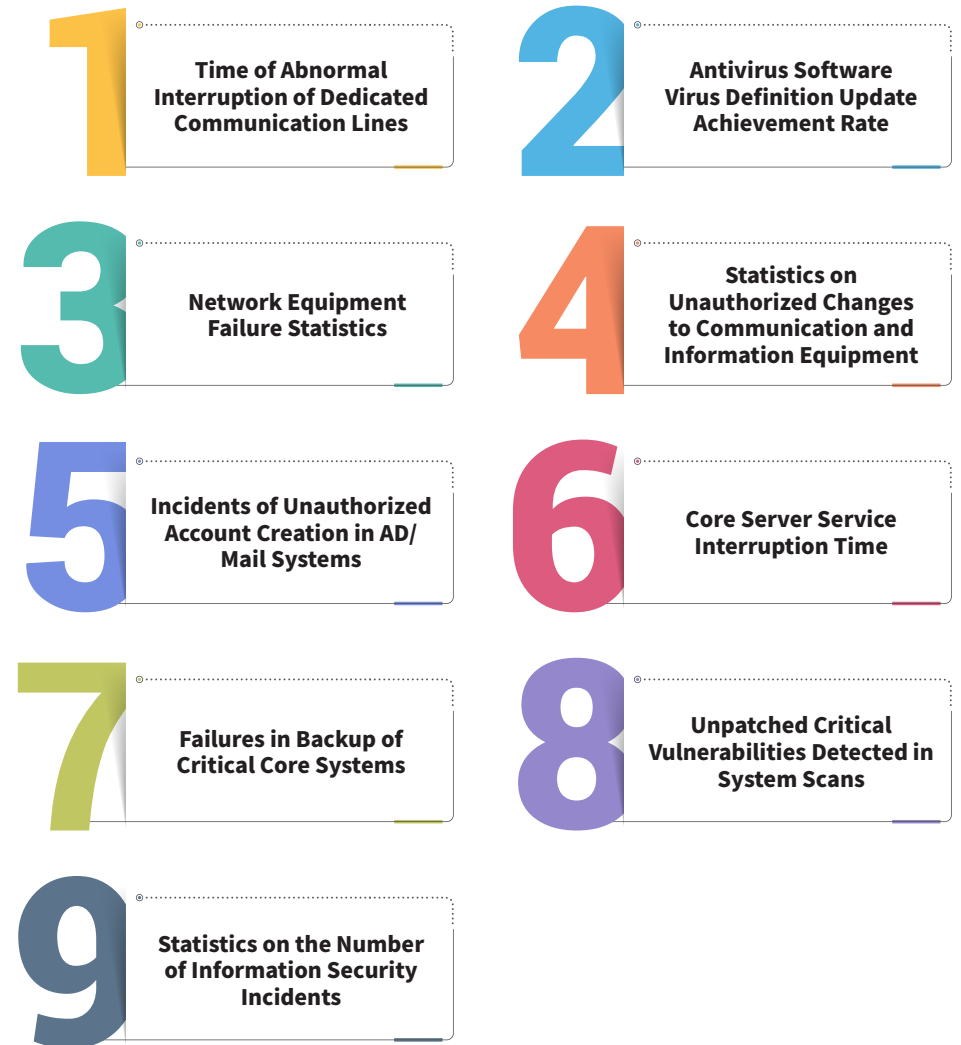 1
Time of Abnormal
Interruption of Dedicated
Communication Lines
2
Antivirus Software
Virus Definition Update
Achievement Rate
3
Network Equipment
Failure Statistics
4
Statistics on
Unauthorized Changes
to Communication and
Information Equipment
5
Incidents of Unauthorized
Account Creation in AD/
Mail Systems
6
Core Server Service
Interruption Time
7
Failures in Backup of
Critical Core Systems
8
Unpatched Critical
Vulnerabilities Detected in
System Scans
9
Statistics on the Number
of Information Security
Incidents